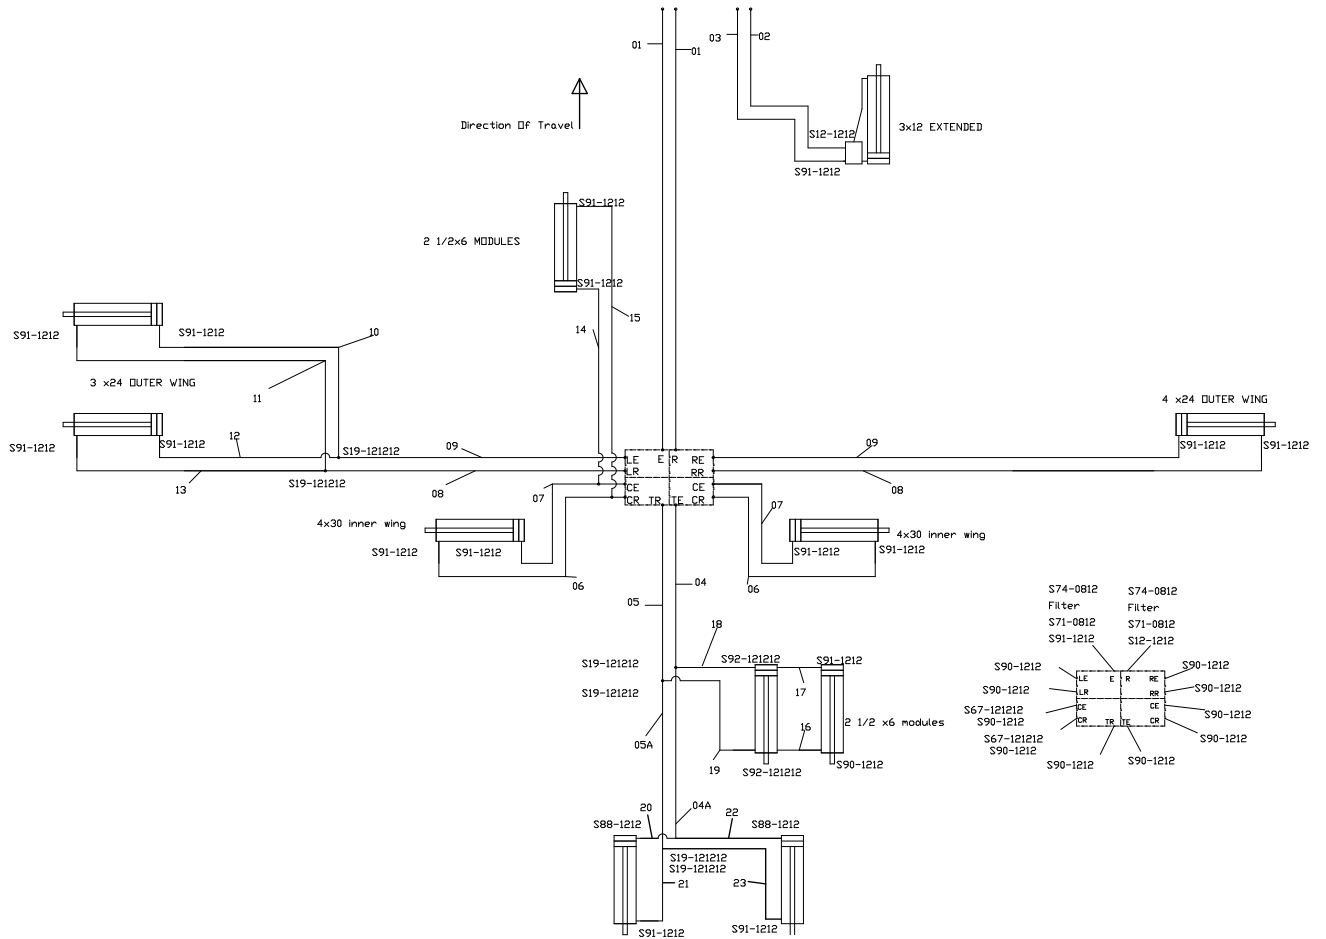 01
01
03
02
Direction Of Travel
S12-1212
3x12 EXTENDED
S91-1212
S91-1212
2 1/2x6 MODULES
S91-1212
15
14
S91-1212
S91-1212
10
3 x24 OUTER WING
11
S91-1212
S91-1212
12
13
S19-121212
S19-121212
09
08
4 x24 OUTER WING
S91-1212
S91-1212
09
08
LE
E
R
RE
LR
RR
CE
CE
CR
TR
TE
CR
07
07
4x30 inner wing
S91-1212
S91-1212
06
4x30 inner wing
S91-1212
S91-1212
06
04
05
18
S19-121212
S19-121212
S92-121212
S91-1212
17
16
2 1/2 x6 modules
05A
19
S92-121212
S90-1212
20
04A
22
S88-1212
S88-1212
S19-121212
S19-121212
21
23
S91-1212
S91-1212
S74-0812
Filter
S71-0812
S91-1212
S74-0812
Filter
S71-0812
S12-1212
S90-1212
S90-1212
S67-121212
S90-1212
S67-121212
S90-1212
LE
E
R
RE
LR
RR
CE
CE
CR
TR
TE
CR
S90-1212
S90-1212
S90-1212
S90-1212
S90-1212
S90-1212